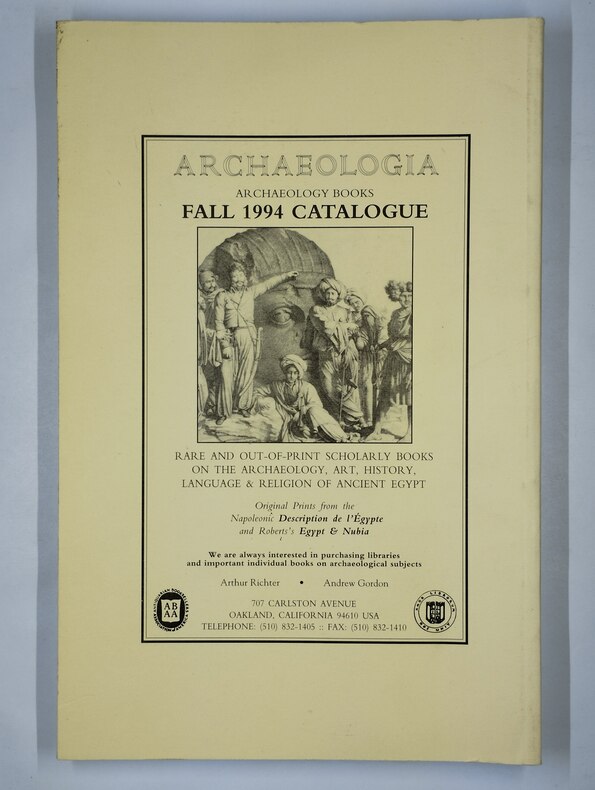 ARCHAEOLOGIA
ARCHAEOLOGY BOOKS
FALL 1994 CATALOGUE
RARE AND OUT-OF-PRINT SCHOLARLY BOOKS
ON THE ARCHAEOLOGY, ART, HISTORY,
LANGUAGE & RELIGION OF ANCIENT EGYPT
Original Prints from the
Napoleonic Description de l'Égypte
and Roberts's Egypt & Nubia
We are always interested in purchasing libraries
and important individual books on archaeological subjects
Arthur Richter • Andrew Gordon
AB
AA
707 CARLSTON AVENUE
OAKLAND, CALIFORNIA 94610 USA
TELEPHONE: (510) 832-1405 :: FAX: (510) 832-1410